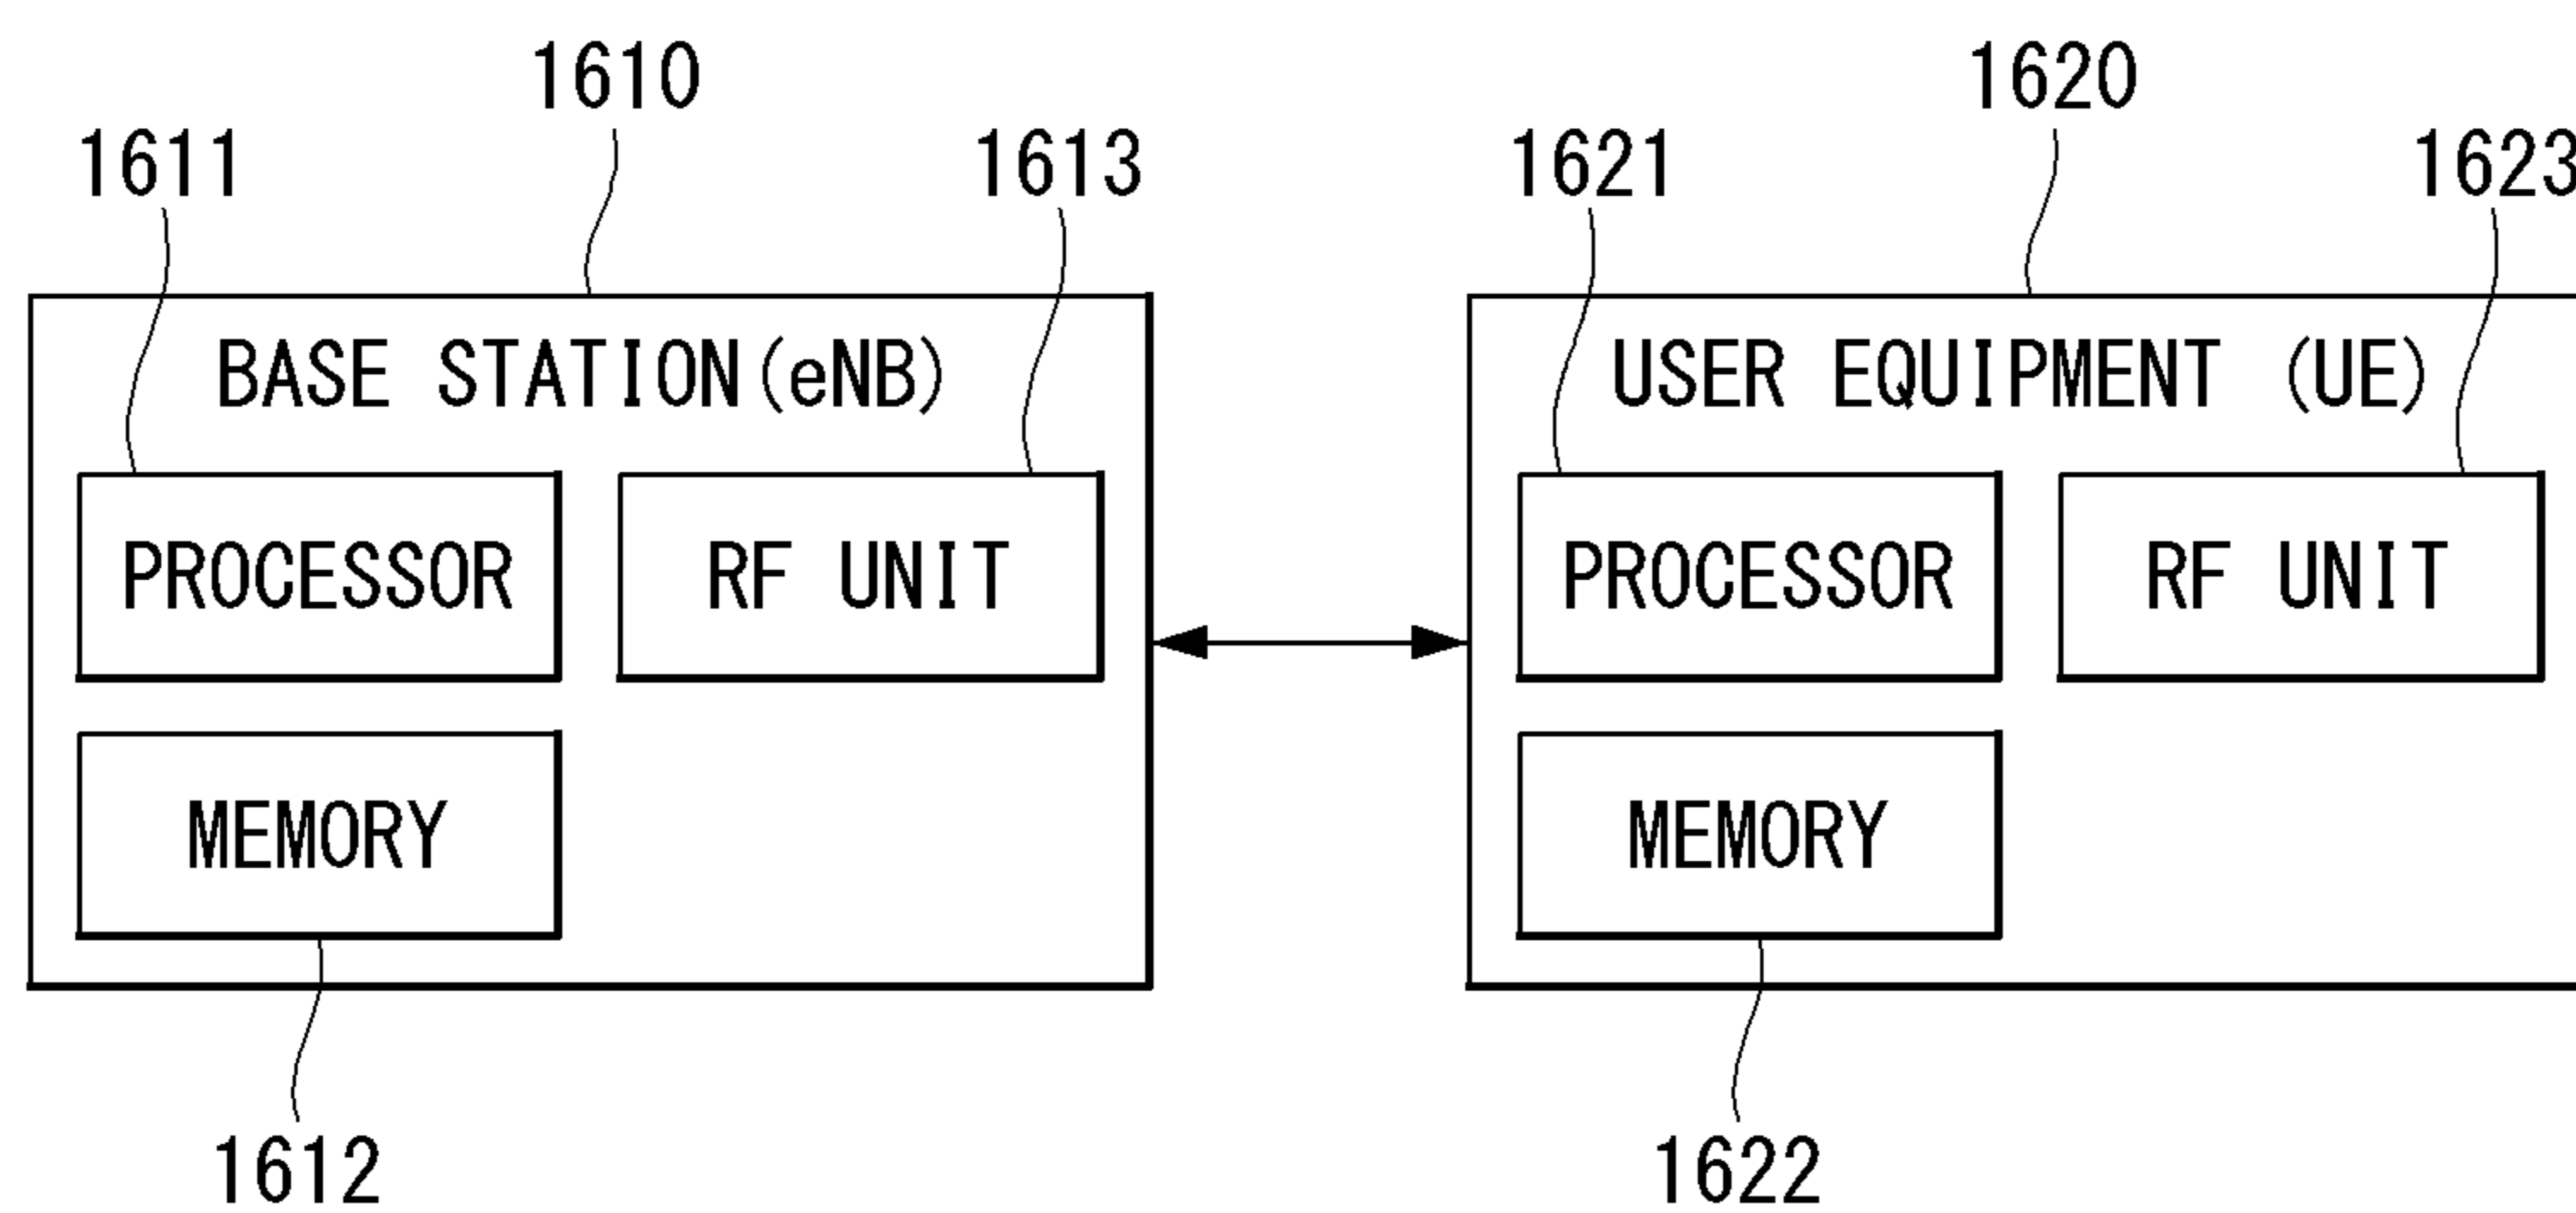 1610
1620
1611
1613
1621
1623
BASE STATION(eNB)
USER EQUIPMENT (UE)
PROCESSOR
RF UNIT
PROCESSOR
RF UNIT
MEMORY
MEMORY
1612
1622